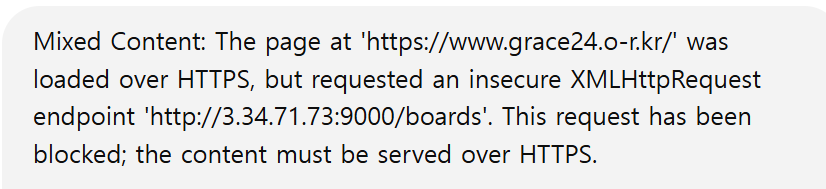 Mixed Content: The page at 'https://www.grace24.o-r.kr/' was
loaded over HTTPS, but requested an insecure XMLHttpRequest
endpoint 'http://3.34.71.73:9000/boards'. This request has been
blocked; the content must be served over HTTPS.